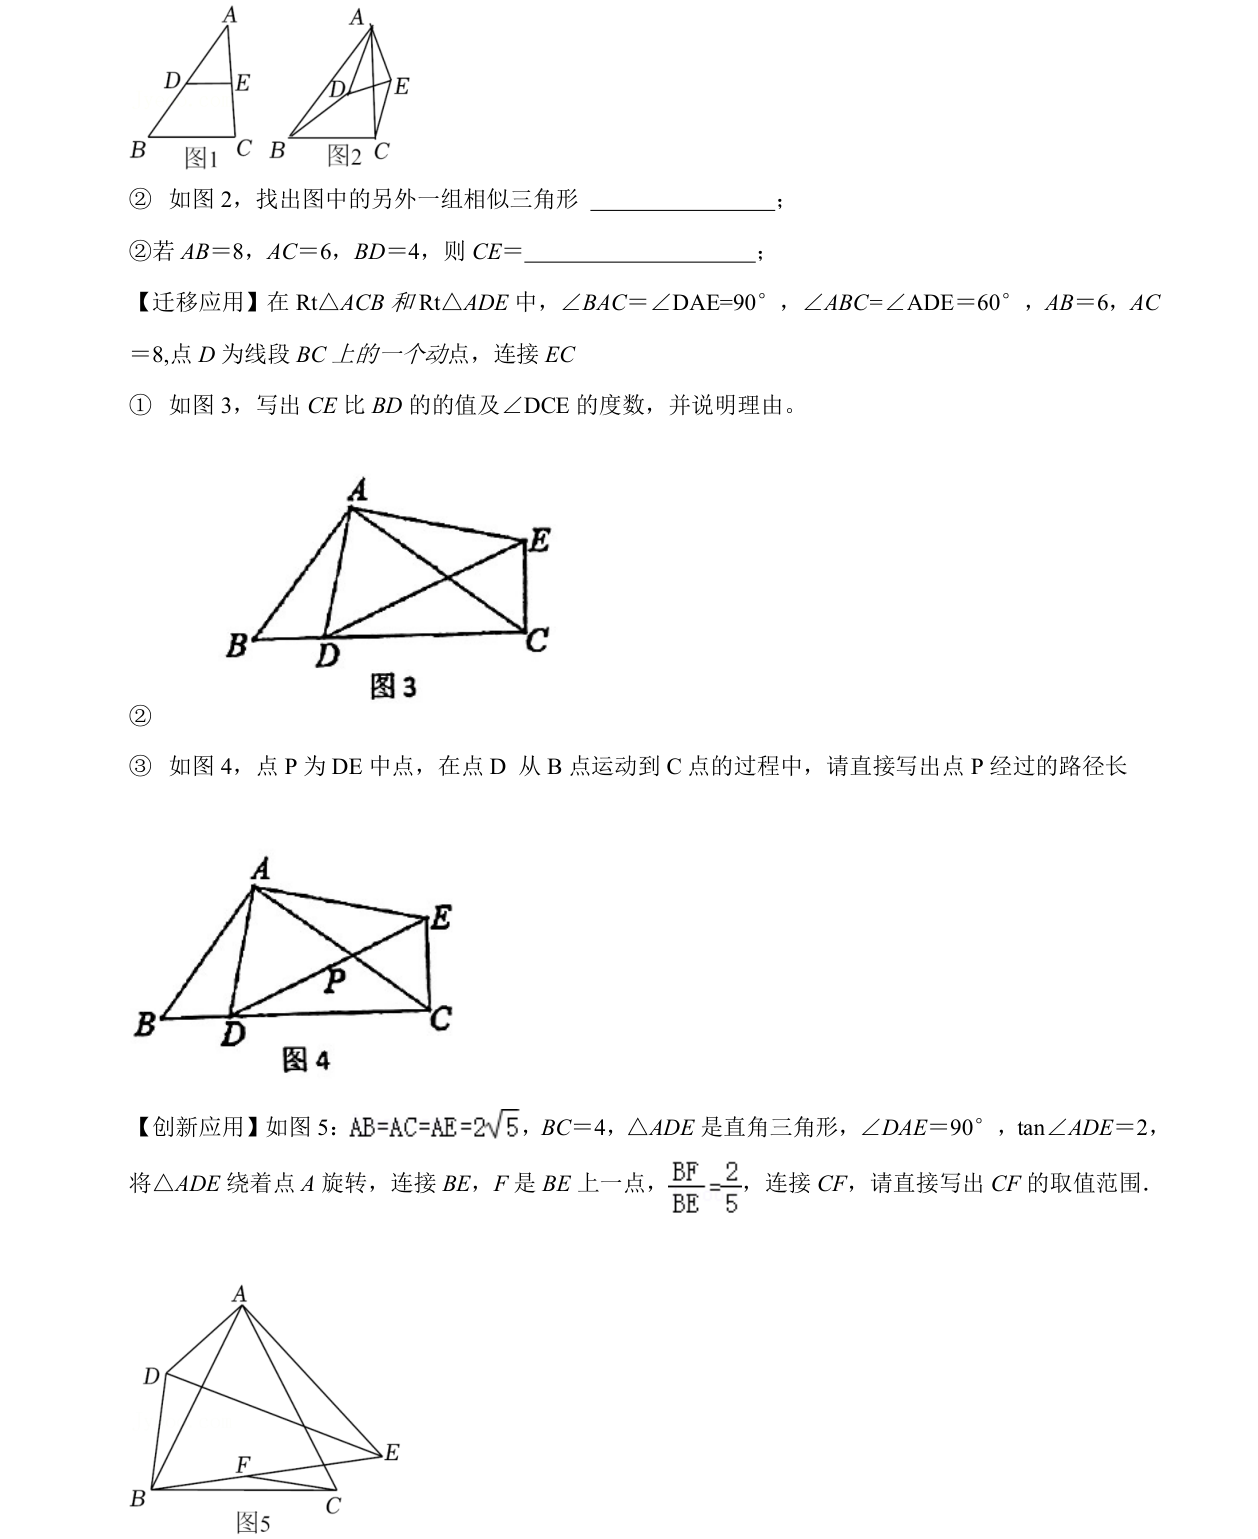 A
A
D
E
D
E
B
图1
C
B
图2
C
② 如图 2，找出图中的另外一组相似三角形 ________________；
②若 AB＝8，AC＝6，BD＝4，则 CE＝____________________；
【迁移应用】在 Rt△ACB 和 Rt△ADE 中，∠BAC＝∠DAE=90°，∠ABC=∠ADE＝60°，AB＝6，AC
＝8,点 D 为线段 BC 上的一个动点，连接 EC
① 如图 3，写出 CE 比 BD 的的值及∠DCE 的度数，并说明理由。
A
E
B
D
C
图 3
②
③ 如图 4，点 P 为 DE 中点，在点 D 从 B 点运动到 C 点的过程中，请直接写出点 P 经过的路径长
A
E
P
B
D
C
图 4
【创新应用】如图 5：AB=AC=AE=2√5，BC＝4，△ADE 是直角三角形，∠DAE＝90°，tan∠ADE＝2，
将△ADE 绕着点 A 旋转，连接 BE，F 是 BE 上一点，BF/BE=2/5，连接 CF，请直接写出 CF 的取值范围．
A
D
E
F
B
C
图5